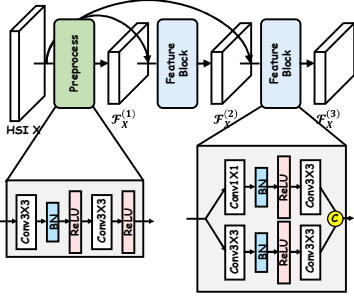 HSI X
Preprocess
𝓕_X^(1)
Feature
Block
𝓕_X^(2)
Feature
Block
𝓕_X^(3)
Conv3X3
BN
ReLU
Conv3X3
ReLU
Conv1X1
BN
ReLU
Conv3X3
Conv3X3
BN
ReLU
Conv3X3
C